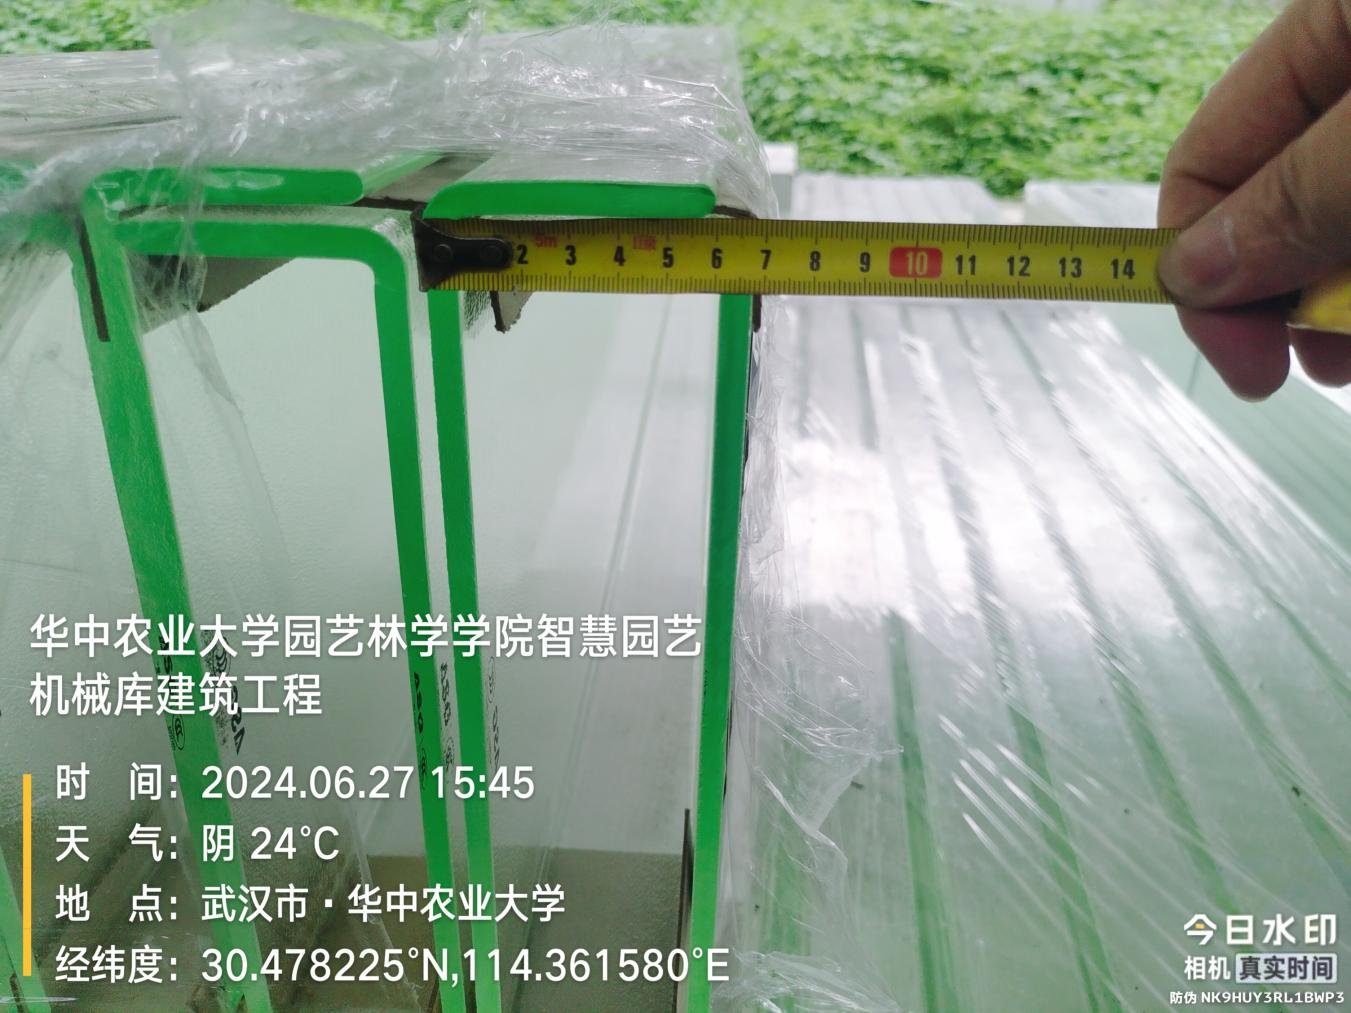 2 5m 3 4 5 6 7 8 9 10 11 12 13 14
华中农业大学园艺林学学院智慧园艺
机械库建筑工程
时 间：2024.06.27 15:45
天 气：阴 24℃
地 点：武汉市·华中农业大学
经纬度：30.478225°N,114.361580°E
今日水印
相机 真实时间
防伪 NK9HUY3RL1BWP3